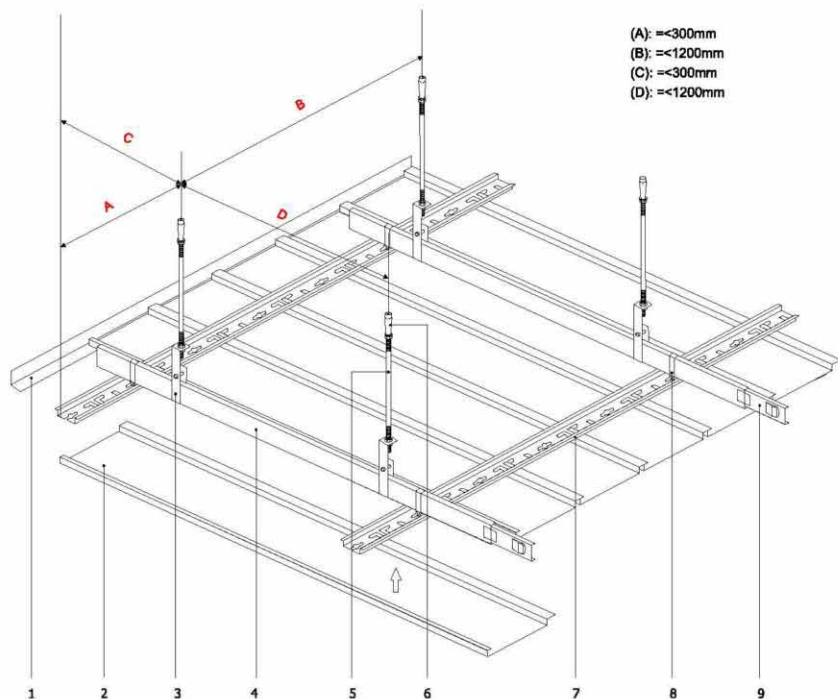 (A): =<300mm
(B): =<1200mm
(C): =<300mm
(D): =<1200mm
B
C
A
D
1 2 3 4 5 6 7 8 9